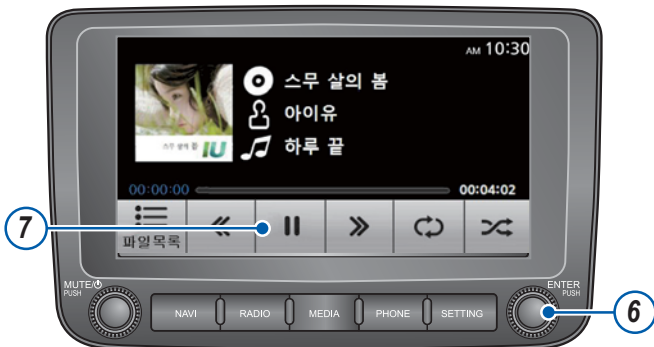 AM 10:30
스무 살의 봄
아이유
하루 끝
스무 살의 봄 IU
00:00:00 00:04:02
파일목록
7
MUTE/
PUSH
ENTER
PUSH
6
NAVI RADIO MEDIA PHONE SETTING